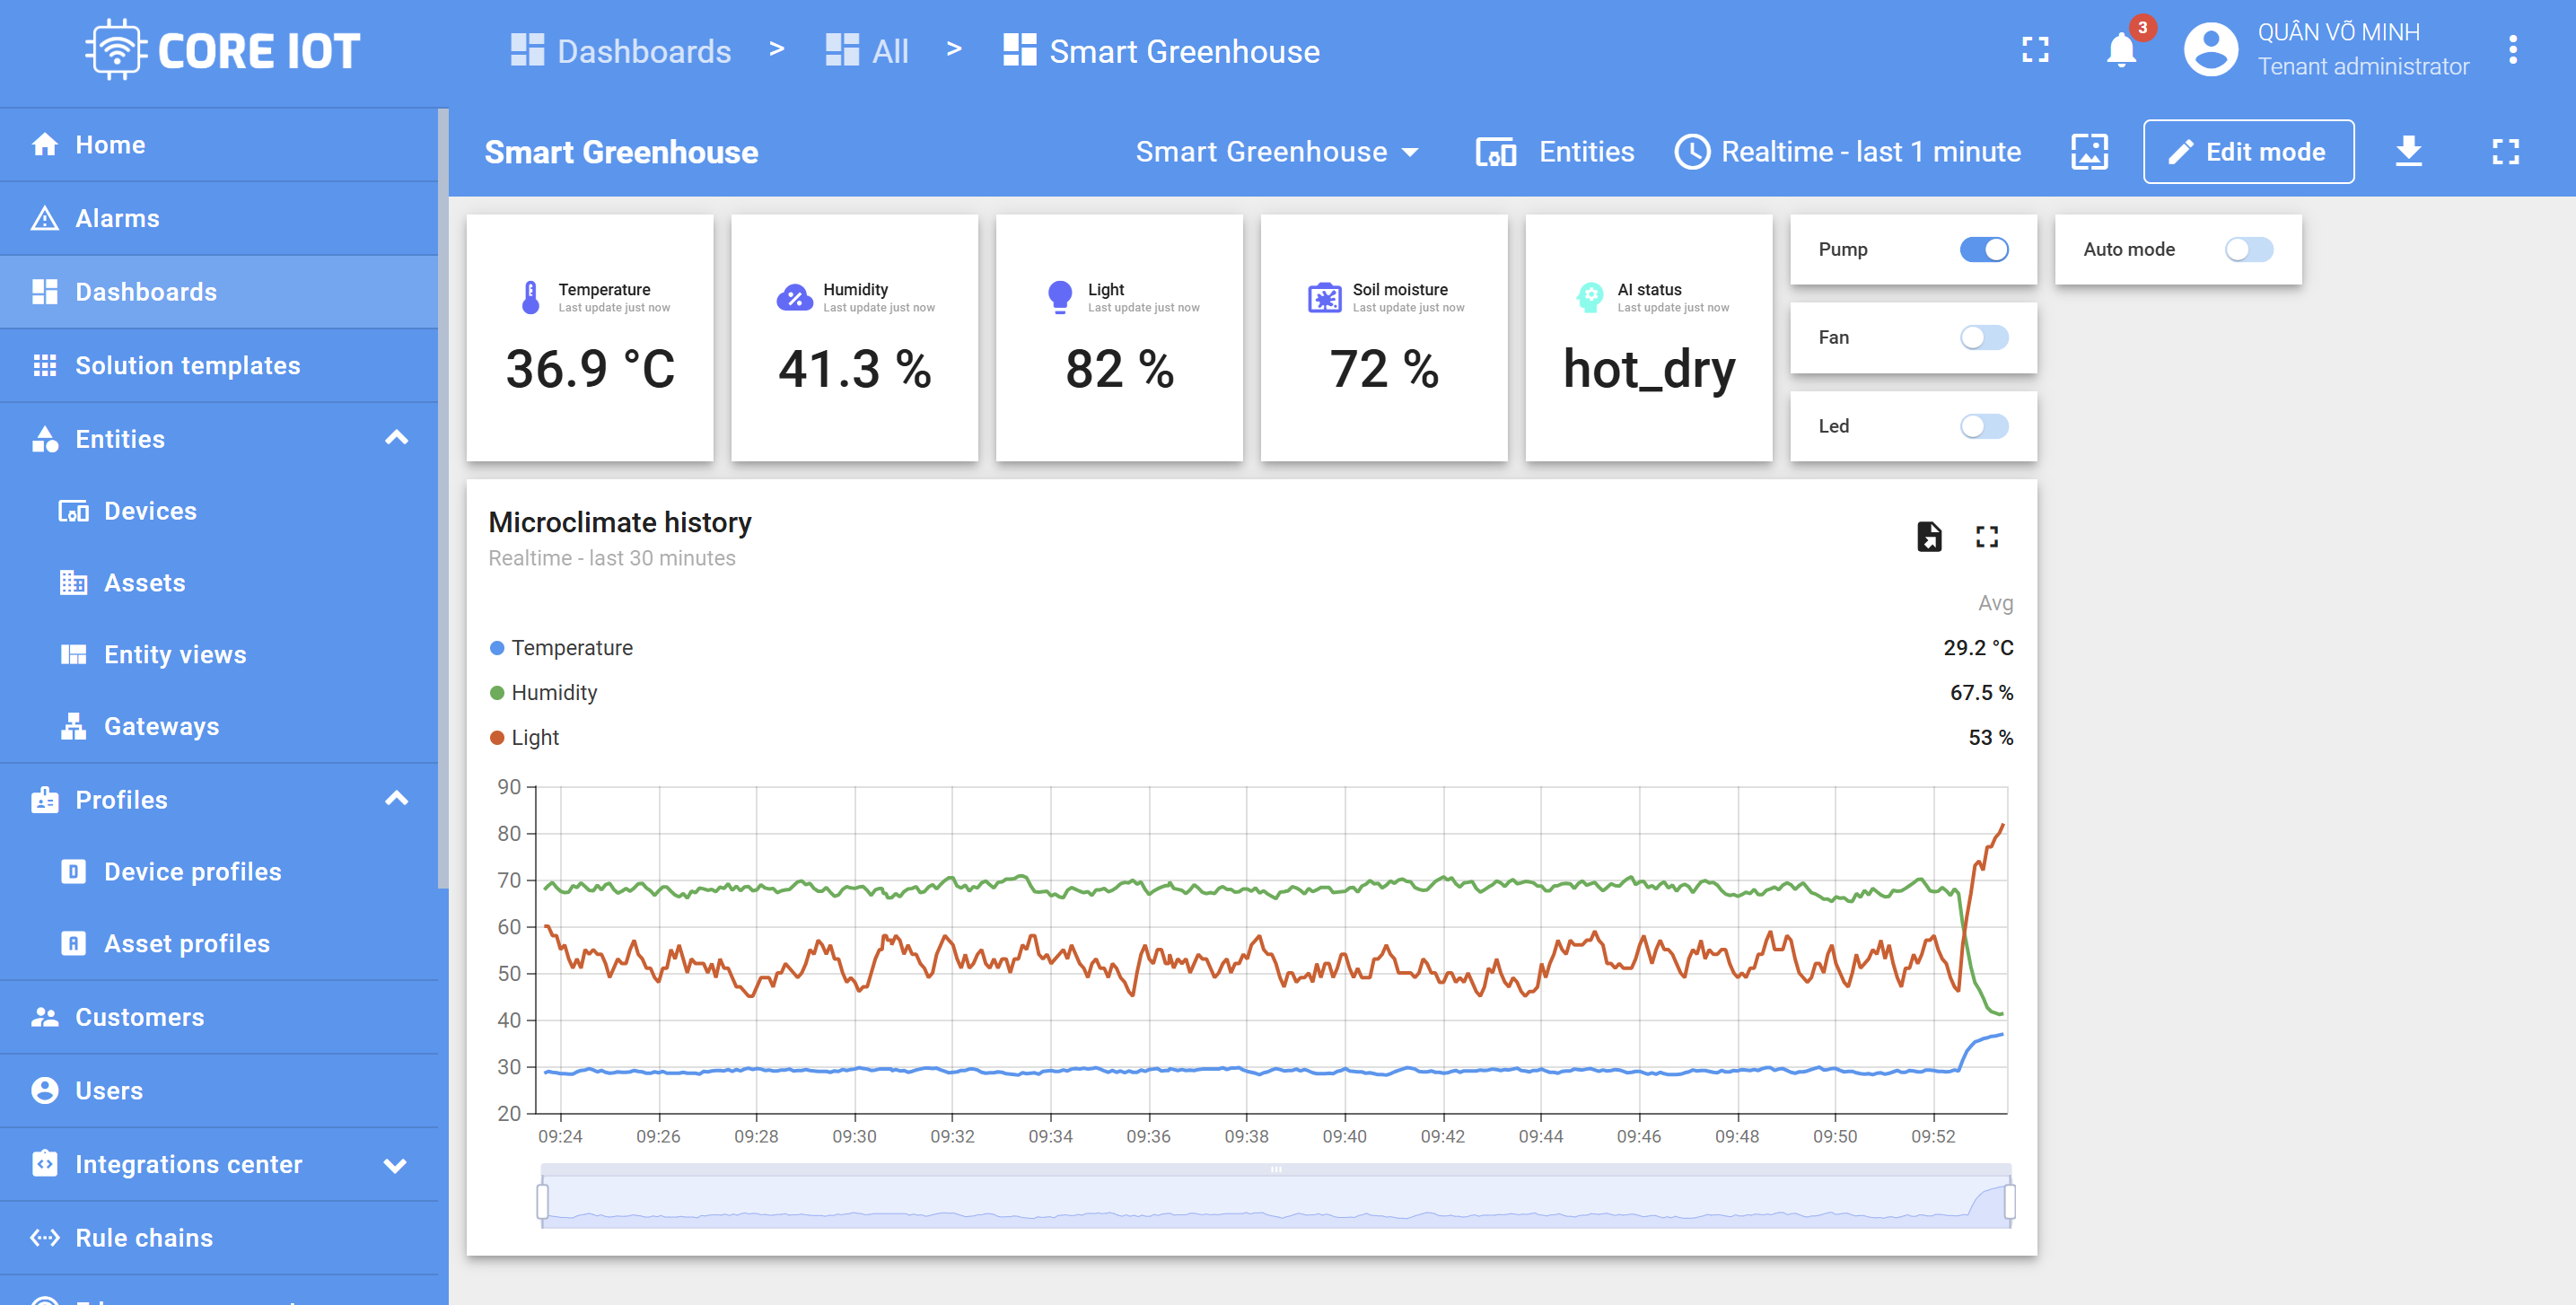 CORE IOT
Dashboards > All > Smart Greenhouse
3
QUÂN VÕ MINH
Tenant administrator
Home
Alarms
Dashboards
Solution templates
Entities
Devices
Assets
Entity views
Gateways
Profiles
Device profiles
Asset profiles
Customers
Users
Integrations center
Rule chains
Smart Greenhouse
Smart Greenhouse
Entities
Realtime - last 1 minute
Edit mode
Temperature
Last update just now
36.9 °C
Humidity
Last update just now
41.3 %
Light
Last update just now
82 %
Soil moisture
Last update just now
72 %
AI status
Last update just now
hot_dry
Pump
Fan
Led
Auto mode
Microclimate history
Realtime - last 30 minutes
Avg
Temperature 29.2 °C
Humidity 67.5 %
Light 53 %
90
80
70
60
50
40
30
20
09:24 09:26 09:28 09:30 09:32 09:34 09:36 09:38 09:40 09:42 09:44 09:46 09:48 09:50 09:52